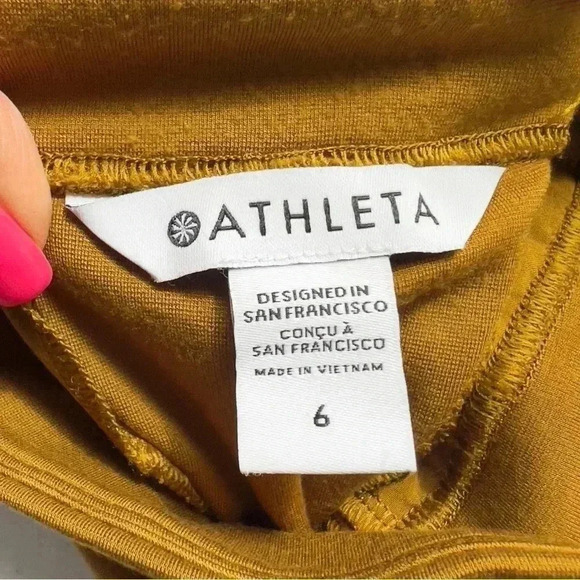 ATHLETA
DESIGNED IN
SAN FRANCISCO
CONÇU À
SAN FRANCISCO
MADE IN VIETNAM
6